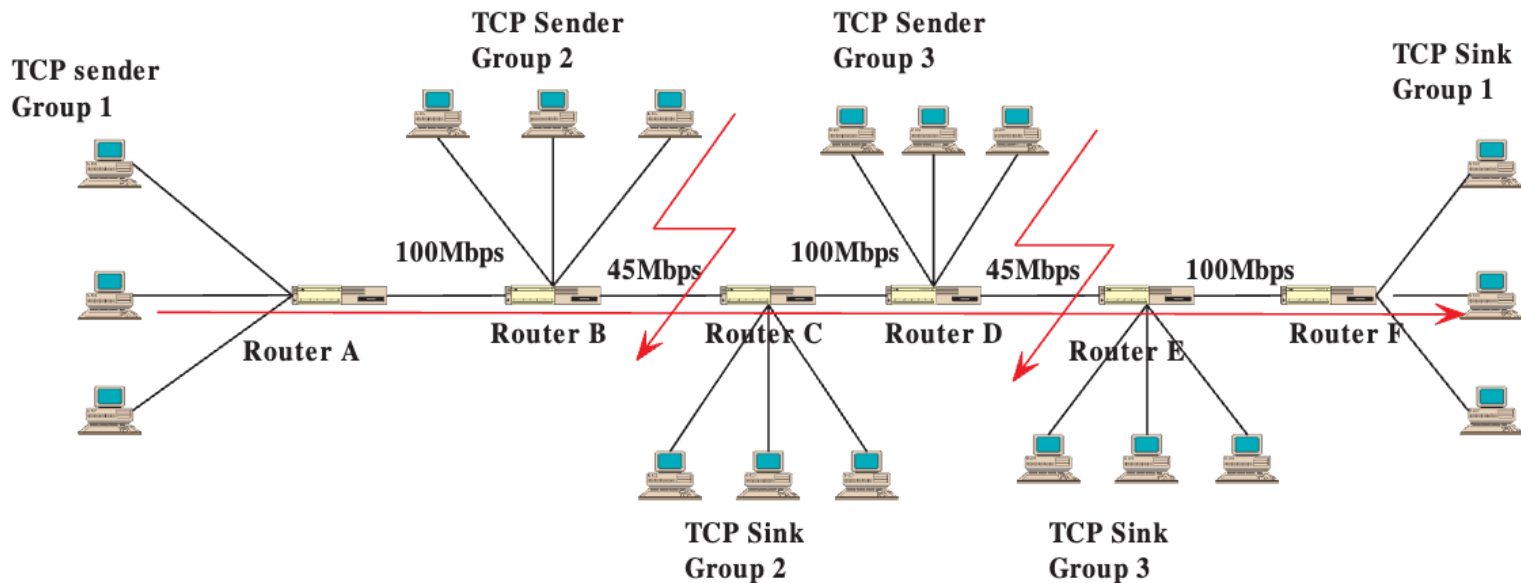 TCP sender
Group 1
TCP Sender
Group 2
TCP Sender
Group 3
TCP Sink
Group 1
100Mbps
45Mbps
100Mbps
45Mbps
100Mbps
Router A
Router B
Router C
Router D
Router E
Router F
TCP Sink
Group 2
TCP Sink
Group 3